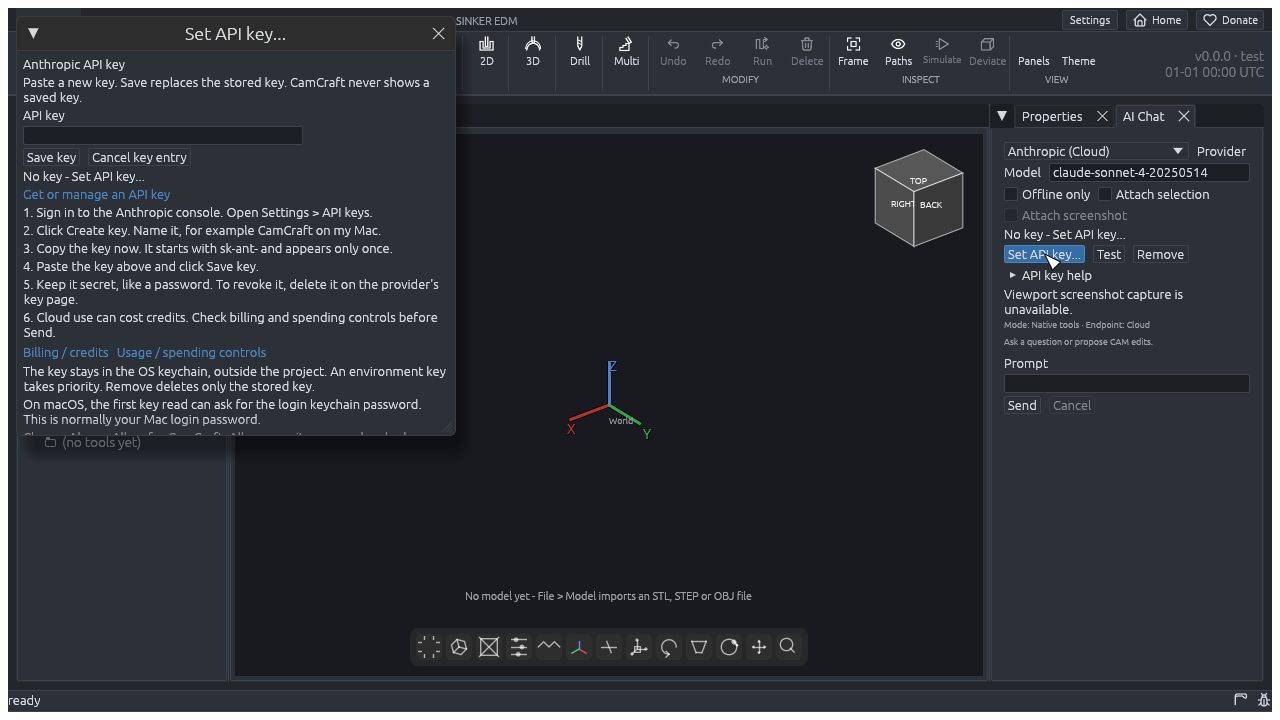 Set API key...
Anthropic API key
Paste a new key. Save replaces the stored key. CamCraft never shows a
saved key.
API key
Save key Cancel key entry
No key - Set API key...
Get or manage an API key
1. Sign in to the Anthropic console. Open Settings > API keys.
2. Click Create key. Name it, for example CamCraft on my Mac.
3. Copy the key now. It starts with sk-ant- and appears only once.
4. Paste the key above and click Save key.
5. Keep it secret, like a password. To revoke it, delete it on the provider's
key page.
6. Cloud use can cost credits. Check billing and spending controls before
Send.
Billing / credits Usage / spending controls
The key stays in the OS keychain, outside the project. An environment key
takes priority. Remove deletes only the stored key.
On macOS, the first key read can ask for the login keychain password.
This is normally your Mac login password.
(no tools yet)
SINKER EDM
Settings Home Donate
2D 3D Drill Multi Undo Redo Run Delete Frame Paths Simulate Deviate Panels Theme
MODIFY INSPECT VIEW
v0.0.0 · test
01-01 00:00 UTC
TOP
RIGHT BACK
Z
X World Y
No model yet - File > Model imports an STL, STEP or OBJ file
Properties AI Chat
Anthropic (Cloud) Provider
Model claude-sonnet-4-20250514
Offline only Attach selection
Attach screenshot
No key - Set API key...
Set API key... Test Remove
API key help
Viewport screenshot capture is
unavailable.
Mode: Native tools · Endpoint: Cloud
Ask a question or propose CAM edits.
Prompt
Send Cancel
ready